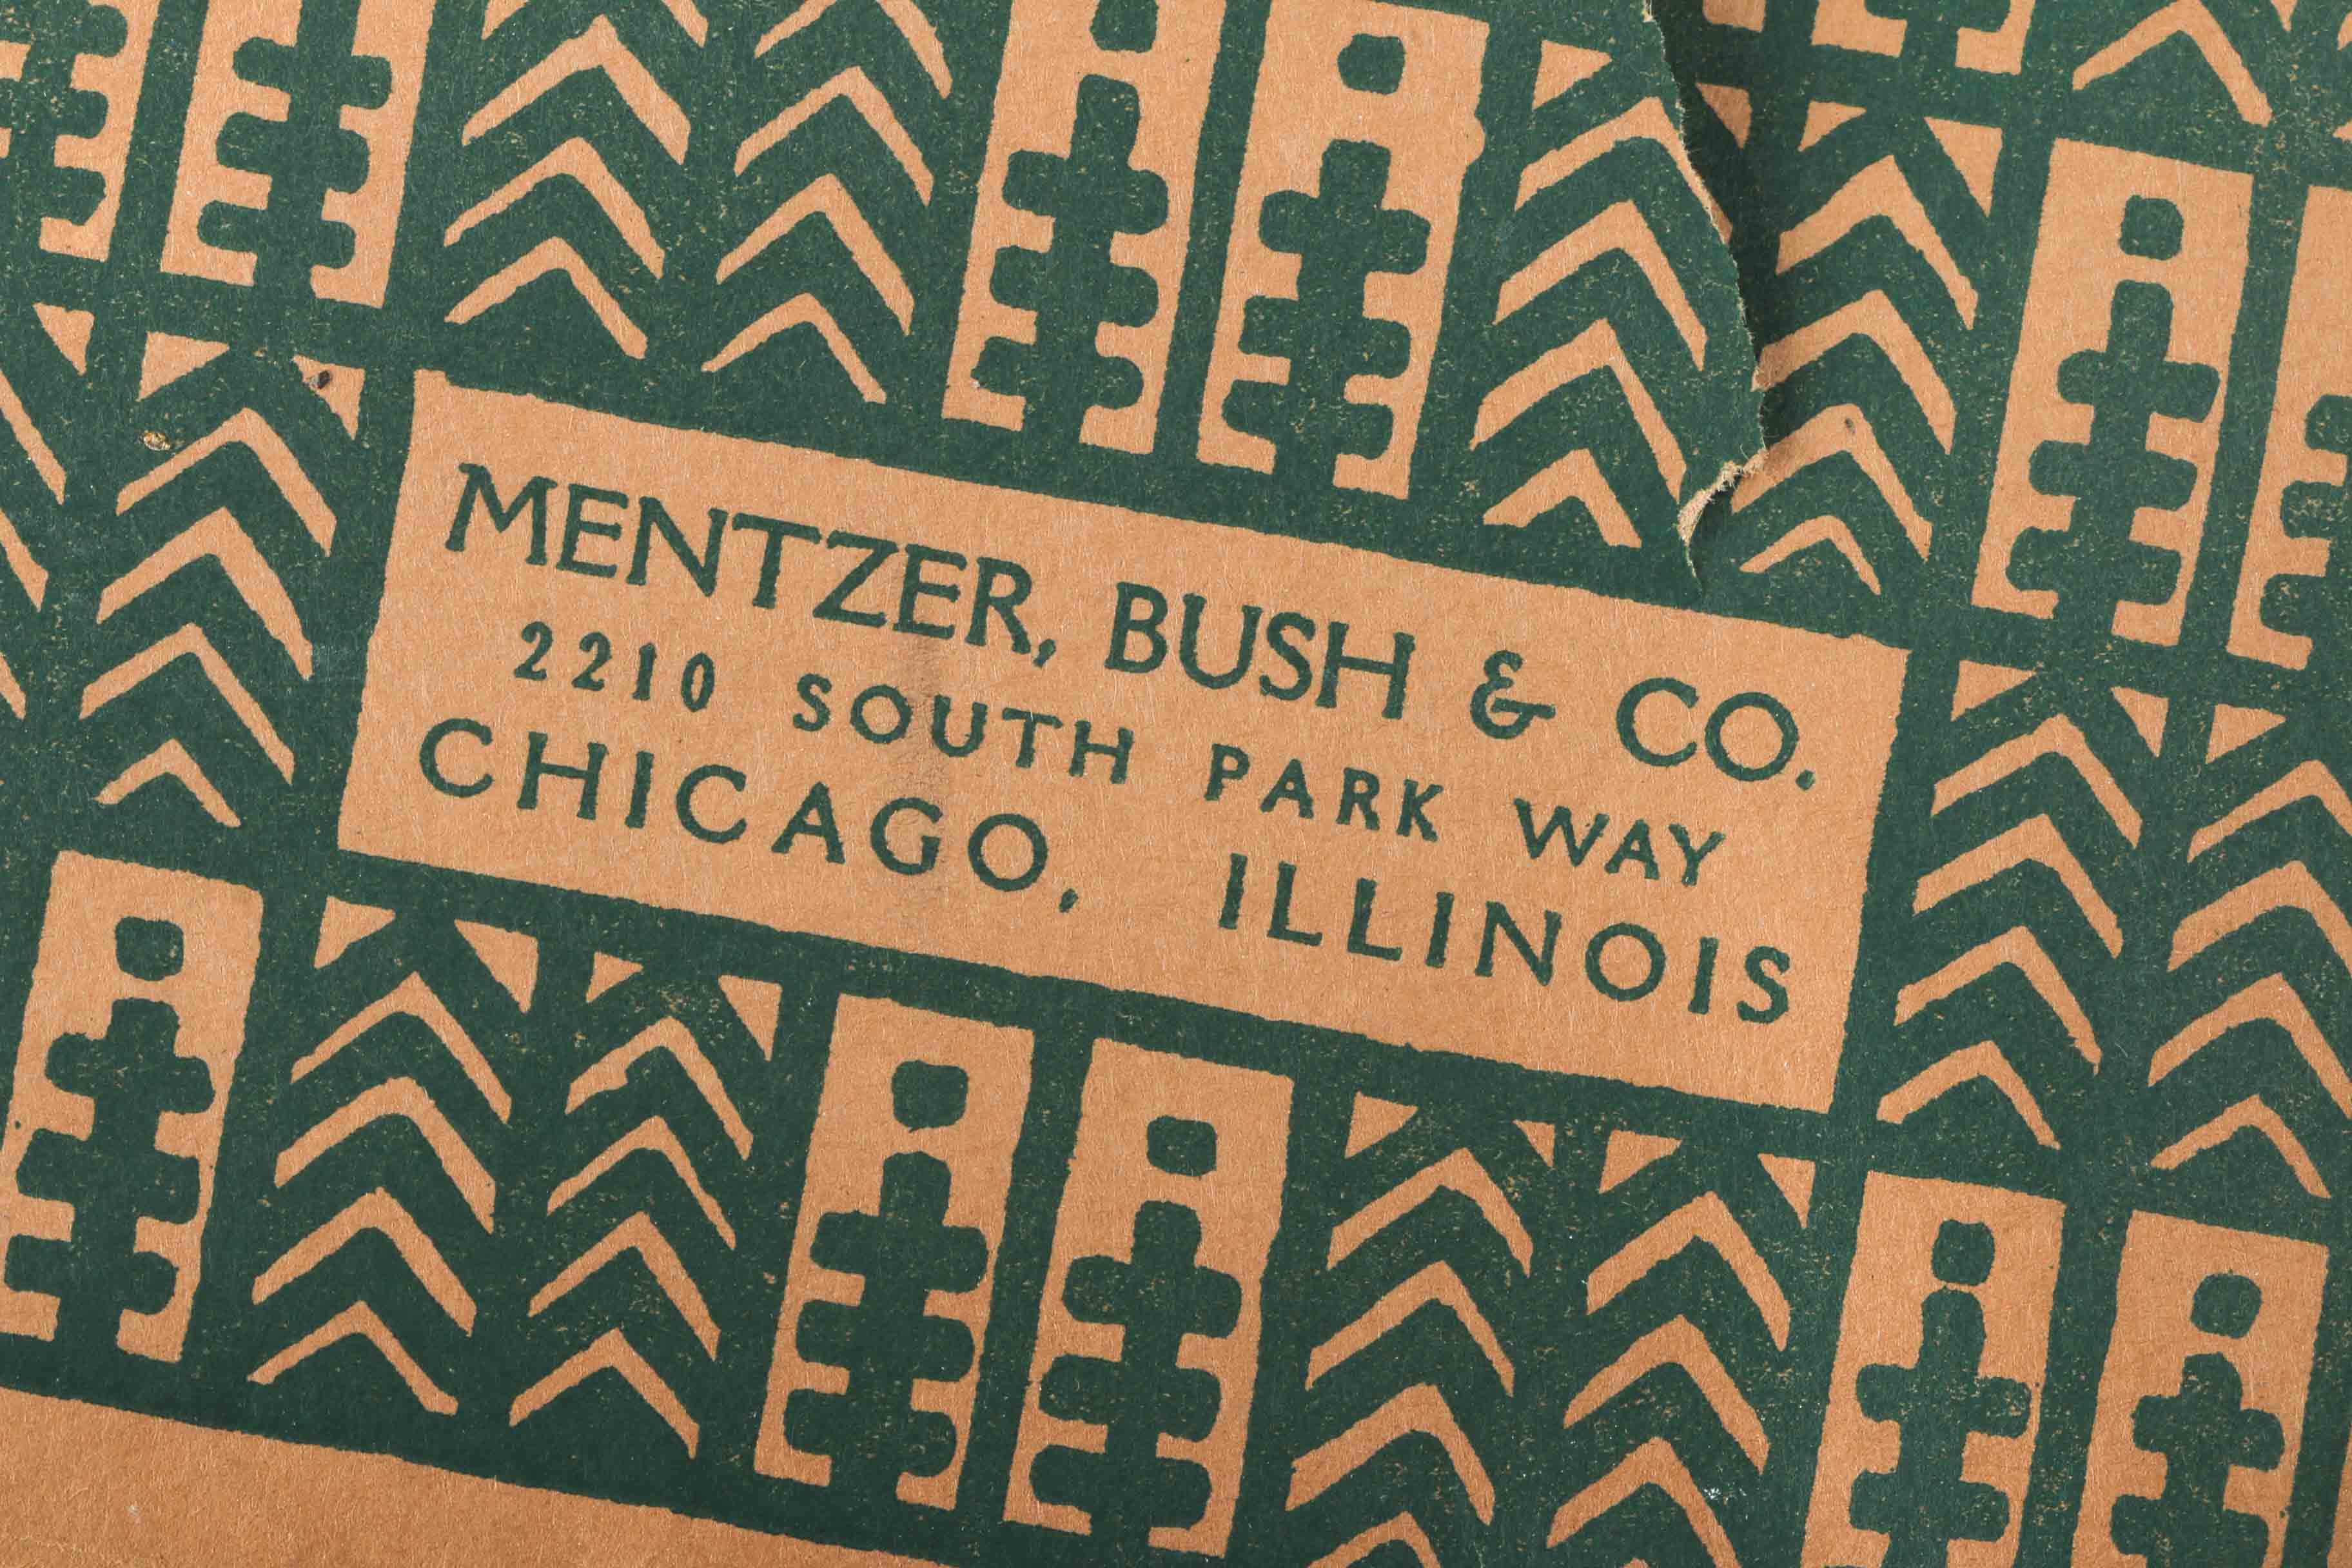 MENTZER, BUSH & CO.
2210 SOUTH PARK WAY
CHICAGO, ILLINOIS